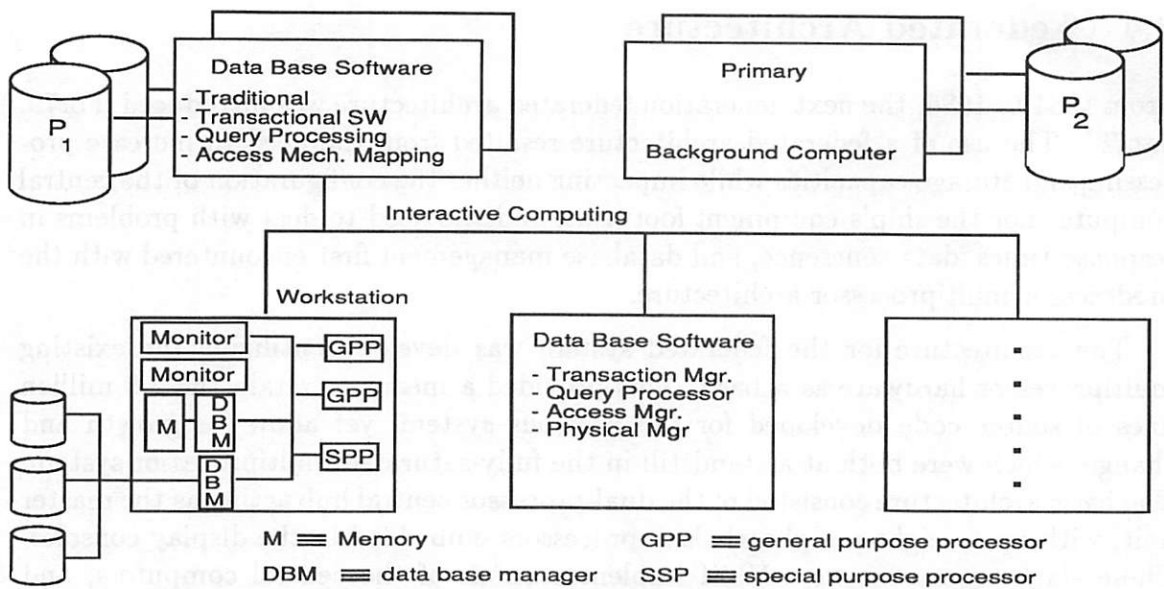 Data Base Software
- Traditional
- Transactional SW
- Query Processing
- Access Mech. Mapping
P
1
Primary
Background Computer
P
2
Interactive Computing
Workstation
Monitor
Monitor
M
DBM
DBM
GPP
GPP
SPP
Data Base Software
- Transaction Mgr.
- Query Processor
- Access Mgr.
- Physical Mgr
M ≡ Memory
GPP ≡ general purpose processor
DBM ≡ data base manager
SSP ≡ special purpose processor